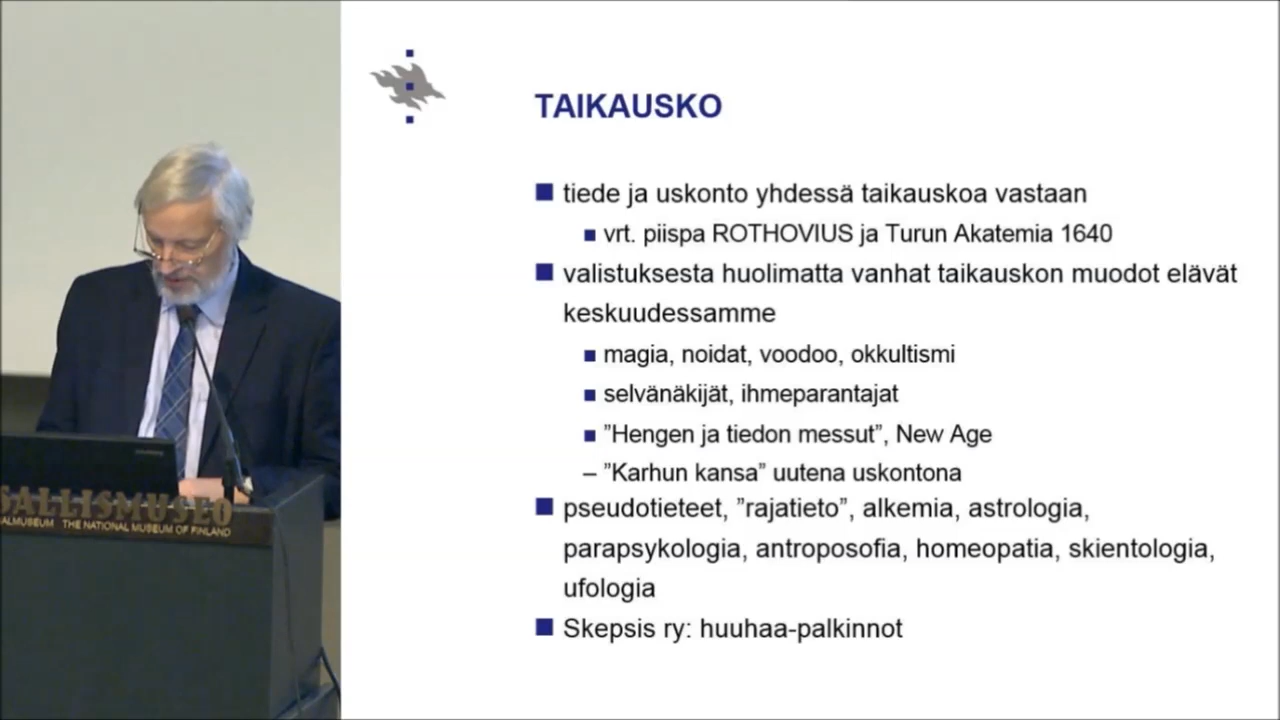 TAIKAUSKO
■ tiede ja uskonto yhdessä taikauskoa vastaan
■ vrt. piispa ROTHOVIUS ja Turun Akatemia 1640
■ valistuksesta huolimatta vanhat taikauskon muodot elävät
keskuudessamme
■ magia, noidat, voodoo, okkultismi
■ selvänäkijät, ihmeparantajat
■ ”Hengen ja tiedon messut”, New Age
– ”Karhun kansa” uutena uskontona
■ pseudotieteet, ”rajatieto”, alkemia, astrologia,
parapsykologia, antroposofia, homeopatia, skientologia,
ufologia
■ Skepsis ry: huuhaa-palkinnot
SALLISMUSEO
ALMUSEUM THE NATIONAL MUSEUM OF FINLAND